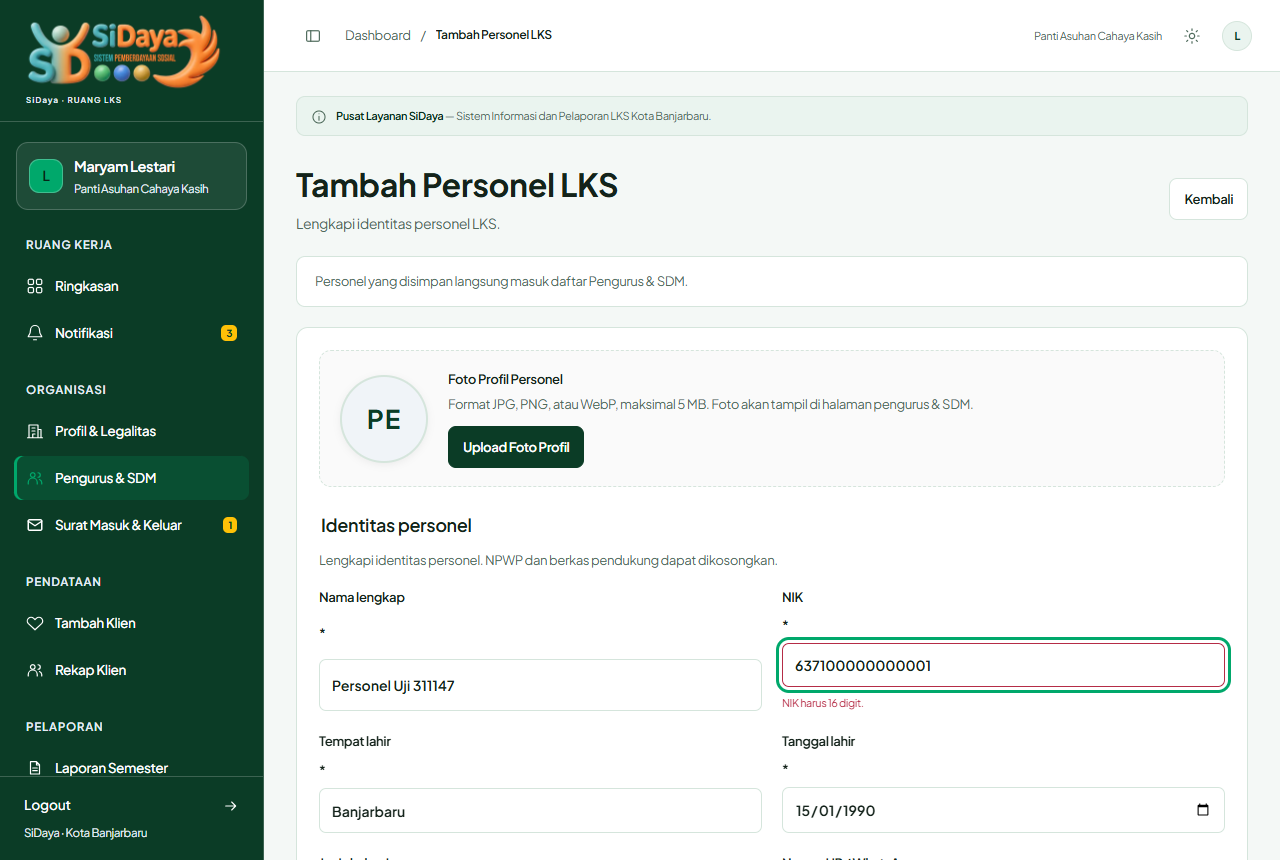 SiDaya
SISTEM PEMBERDAYAAN SOSIAL
SiDaya · RUANG LKS
L
Maryam Lestari
Panti Asuhan Cahaya Kasih
RUANG KERJA
Ringkasan
Notifikasi 3
ORGANISASI
Profil & Legalitas
Pengurus & SDM
Surat Masuk & Keluar 1
PENDATAAN
Tambah Klien
Rekap Klien
PELAPORAN
Laporan Semester
Logout
SiDaya · Kota Banjarbaru
Dashboard / Tambah Personel LKS
Panti Asuhan Cahaya Kasih
L
Pusat Layanan SiDaya — Sistem Informasi dan Pelaporan LKS Kota Banjarbaru.
Tambah Personel LKS
Lengkapi identitas personel LKS.
Kembali
Personel yang disimpan langsung masuk daftar Pengurus & SDM.
PE
Foto Profil Personel
Format JPG, PNG, atau WebP, maksimal 5 MB. Foto akan tampil di halaman pengurus & SDM.
Upload Foto Profil
Identitas personel
Lengkapi identitas personel. NPWP dan berkas pendukung dapat dikosongkan.
Nama lengkap
*
Personel Uji 311147
NIK
*
637100000000001
NIK harus 16 digit.
Tempat lahir
*
Banjarbaru
Tanggal lahir
*
15/01/1990